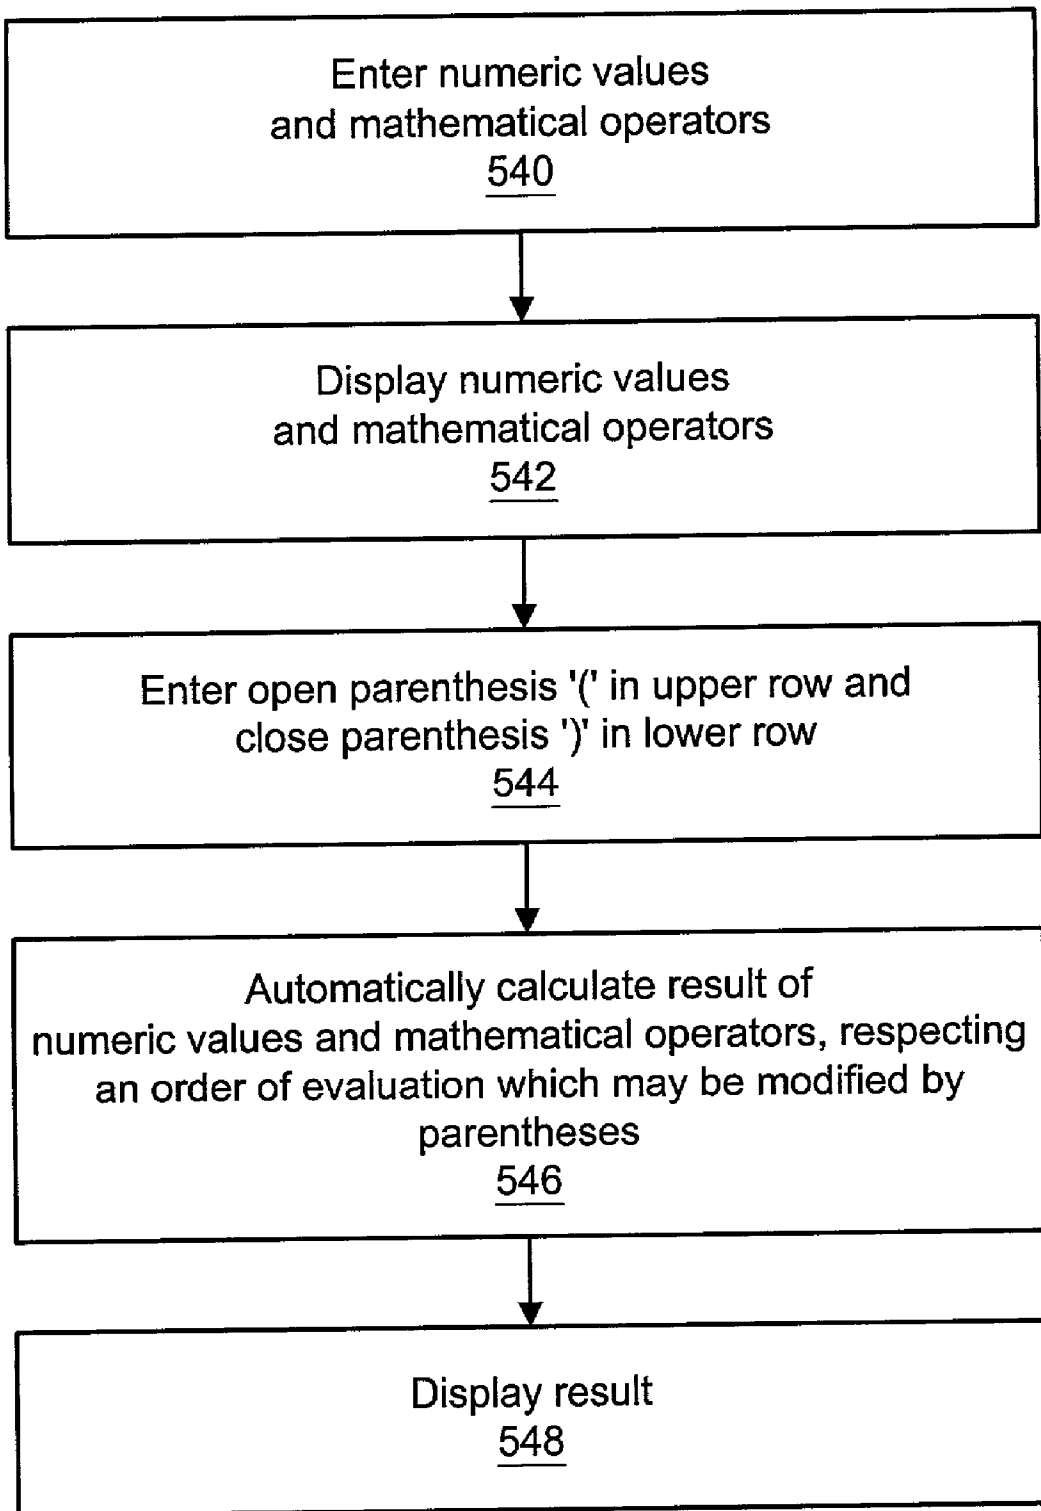 Enter numeric values
and mathematical operators
540
Display numeric values
and mathematical operators
542
Enter open parenthesis '(' in upper row and
close parenthesis ')' in lower row
544
Automatically calculate result of
numeric values and mathematical operators, respecting
an order of evaluation which may be modified by
parentheses
546
Display result
548